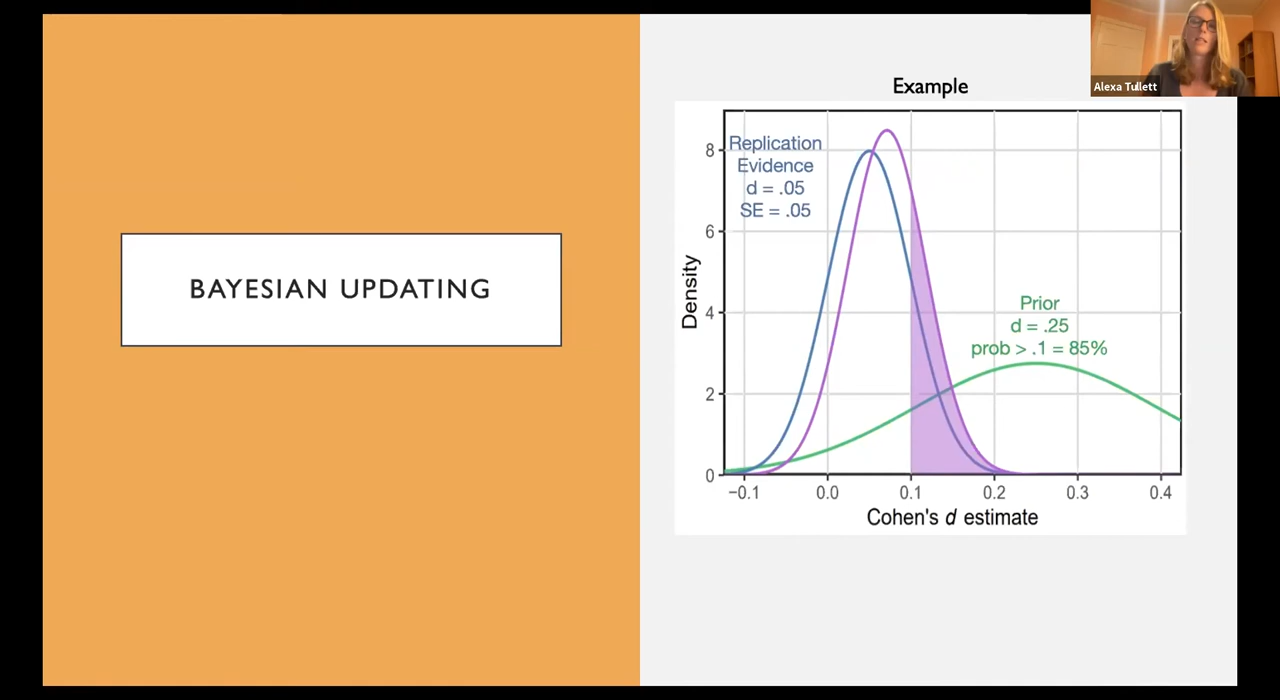 Alexa Tullett
BAYESIAN UPDATING
Example
Replication
Evidence
d = .05
SE = .05
Prior
d = .25
prob > .1 = 85%
Density
8
6
4
2
0
−0.1 0.0 0.1 0.2 0.3 0.4
Cohen's d estimate